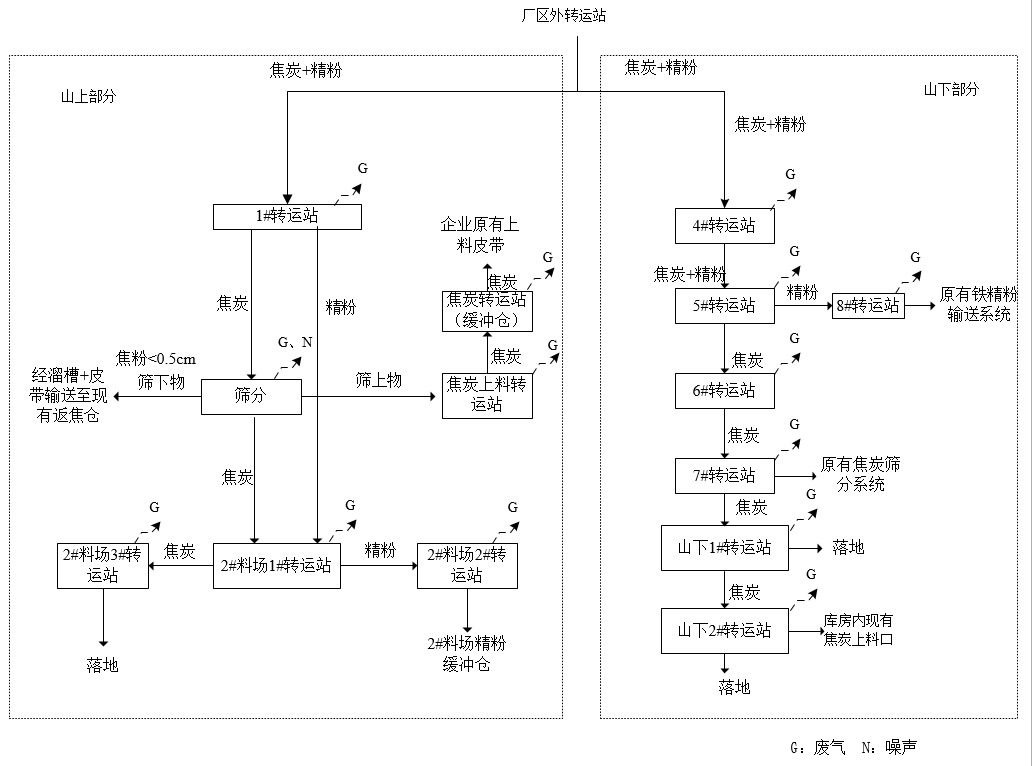 厂区外转运站
焦炭+精粉
山上部分
1#转运站
G
焦炭
精粉
企业原有上
料皮带
焦炭
G
焦炭转运站
（缓冲仓）
焦炭
G
焦炭上料转
运站
G、N
筛分
筛上物
焦粉<0.5cm
筛下物
经溜槽+皮
带输送至现
有返焦仓
焦炭
G
2#料场1#转运站
焦炭
G
2#料场3#转
运站
落地
精粉
G
2#料场2#转
运站
2#料场精粉
缓冲仓
焦炭+精粉
山下部分
焦炭+精粉
G
4#转运站
焦炭+精粉
G
5#转运站
精粉
G
8#转运站
原有铁精粉
输送系统
焦炭
G
6#转运站
焦炭
G
7#转运站
原有焦炭筛
分系统
焦炭
G
山下1#转运站
落地
焦炭
G
山下2#转运站
库房内现有
焦炭上料口
落地
G：废气 N：噪声